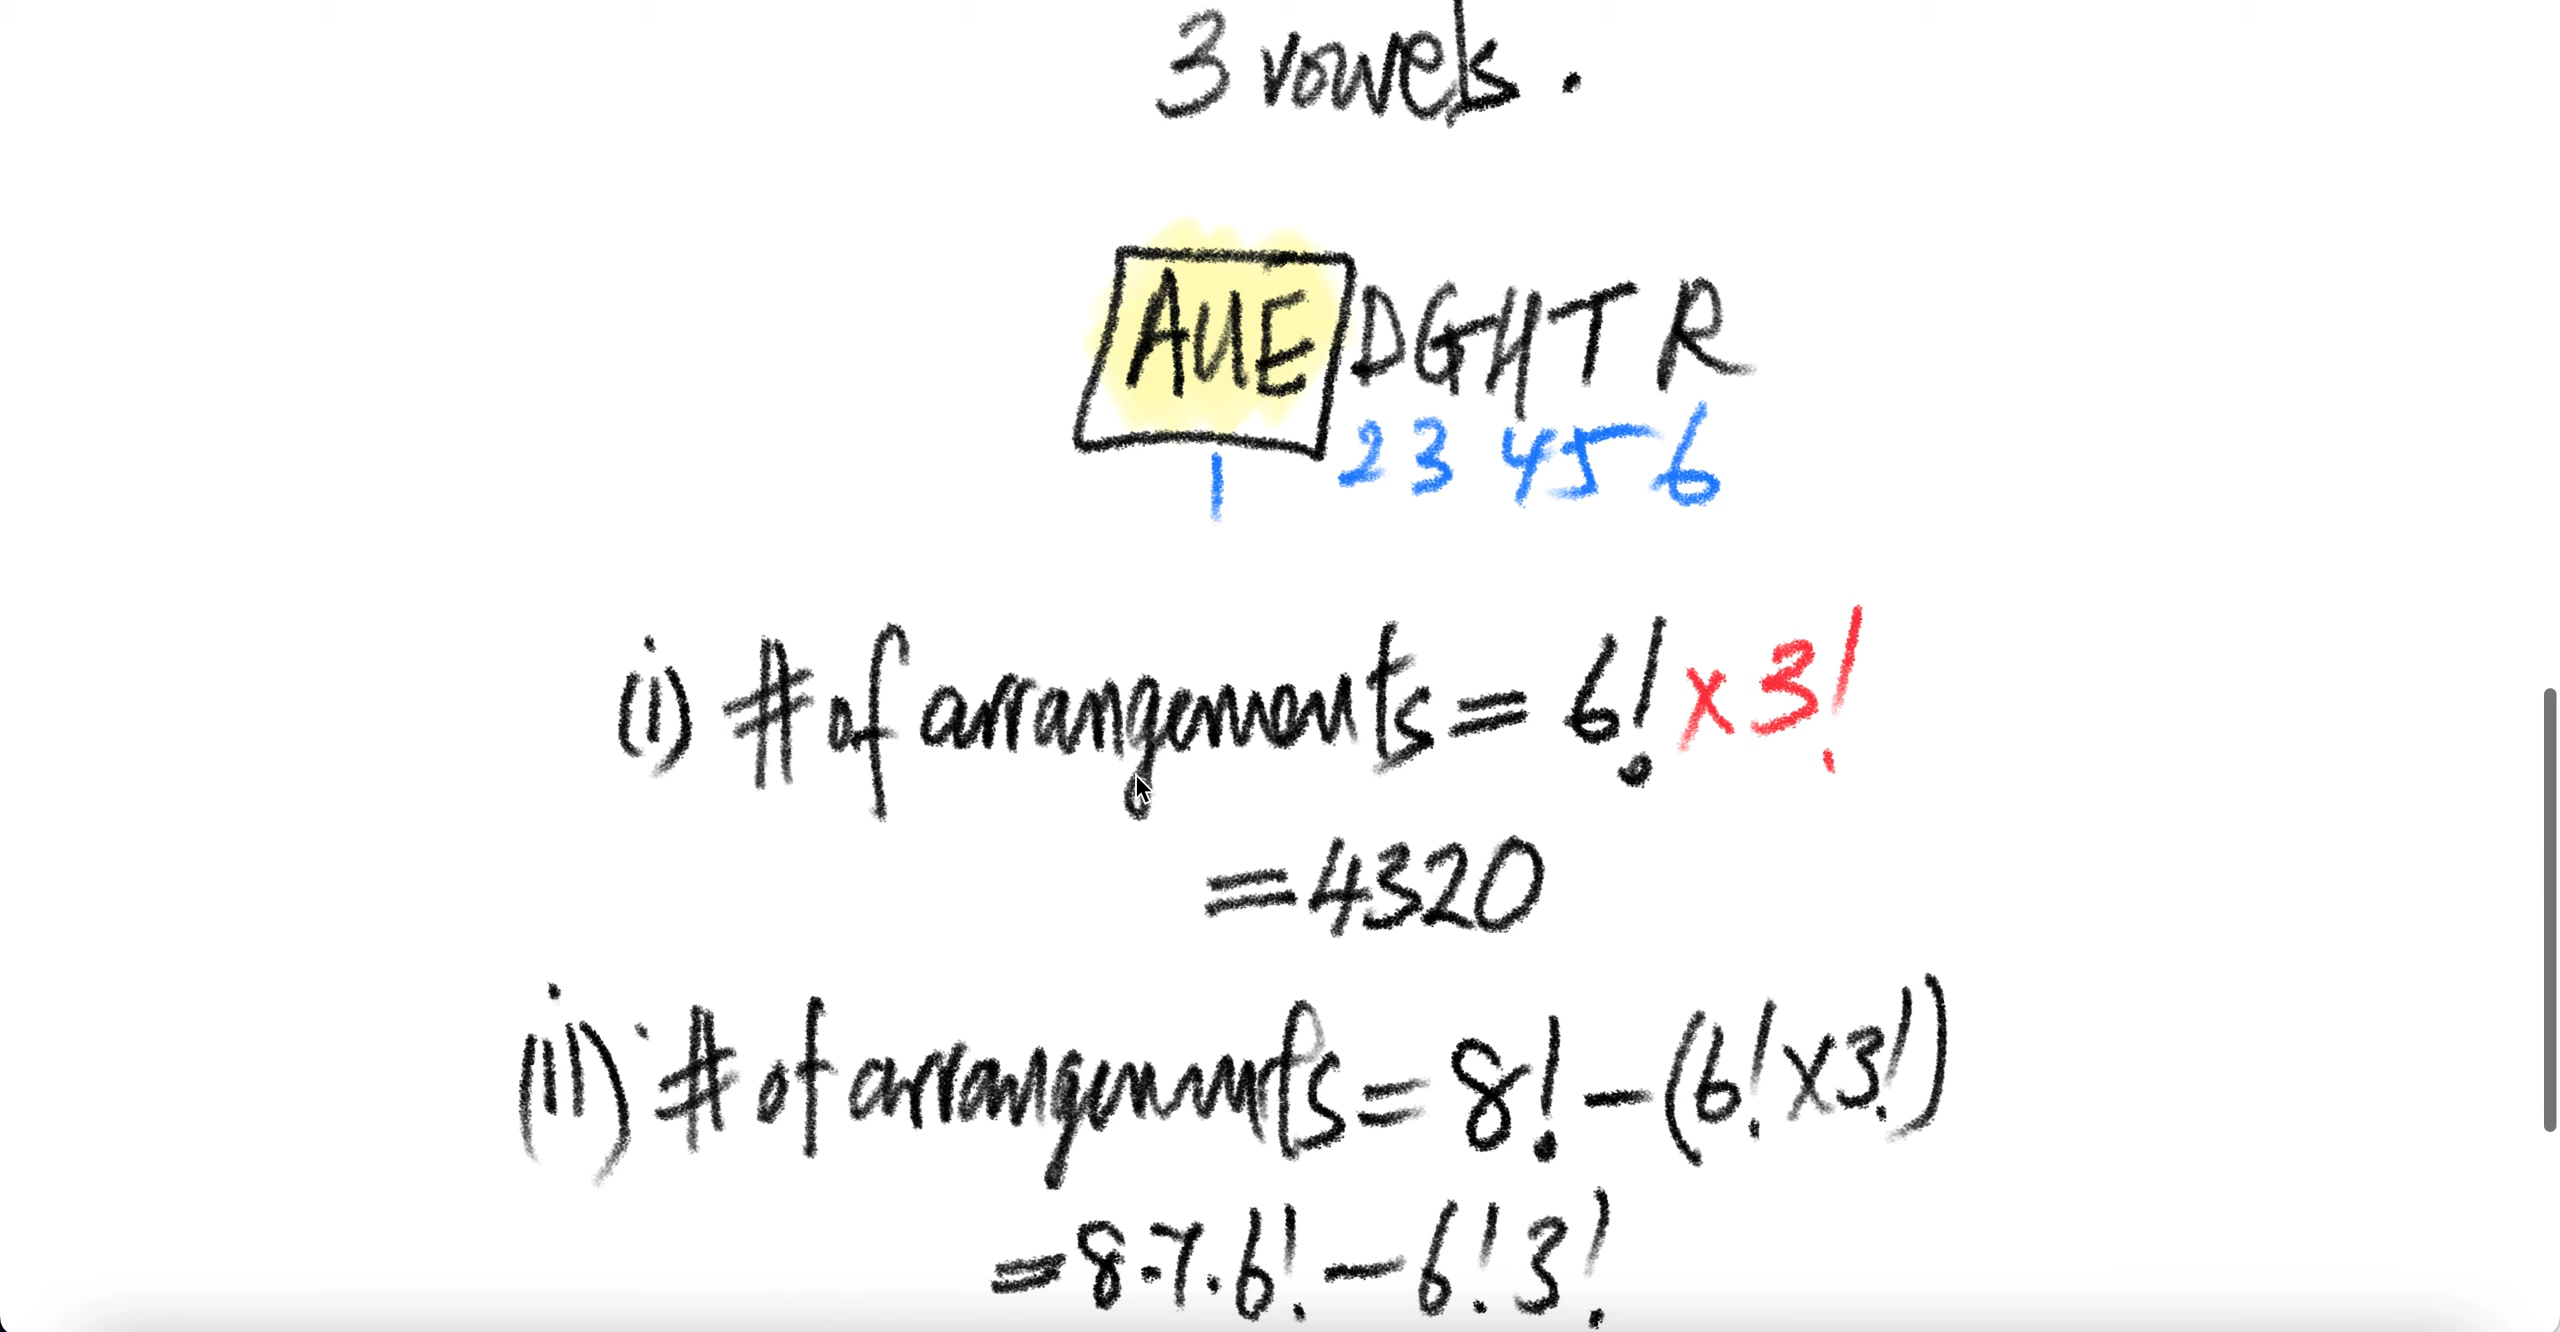 3 vowels.
AUE DGHTR
1 2 3 4 5 6
(i) # of arrangements = 6! x 3!
= 4320
(ii) # of arrangements = 8! - (6! x 3!)
= 8·7·6! - 6! 3!